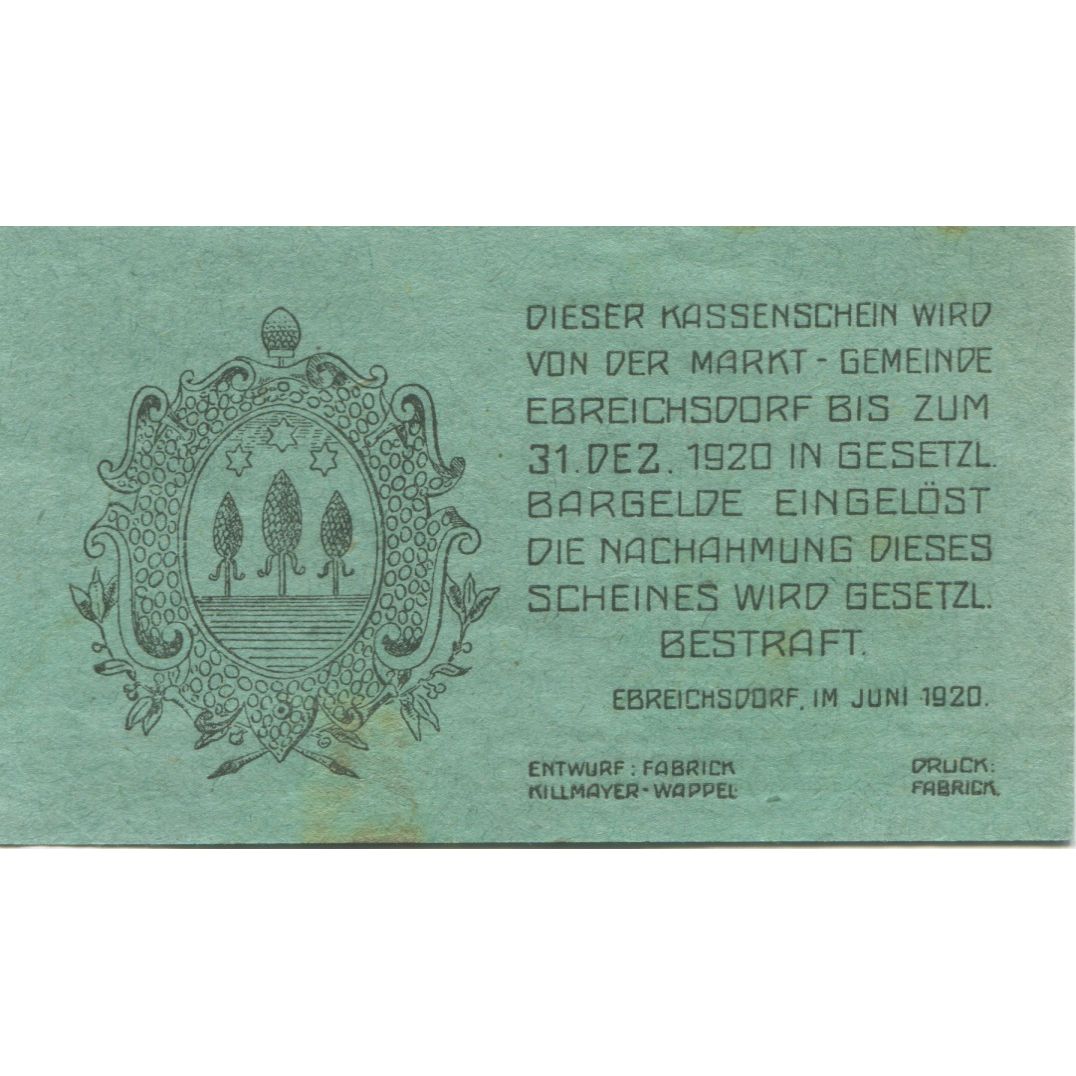 DIESER KASSENSCHEIN WIRD
VON DER MARKT - GEMEINDE
EBREICHSDORF BIS ZUM
31. DEZ. 1920 IN GESETZL.
BARGELDE EINGELÖST
DIE NACHAHMUNG DIESES
SCHEINES WIRD GESETZL.
BESTRAFT.
EBREICHSDORF, IM JUNI 1920.
ENTWURF : FABRICK
KILLMAYER - WAPPEL
DRUCK :
FABRICK.